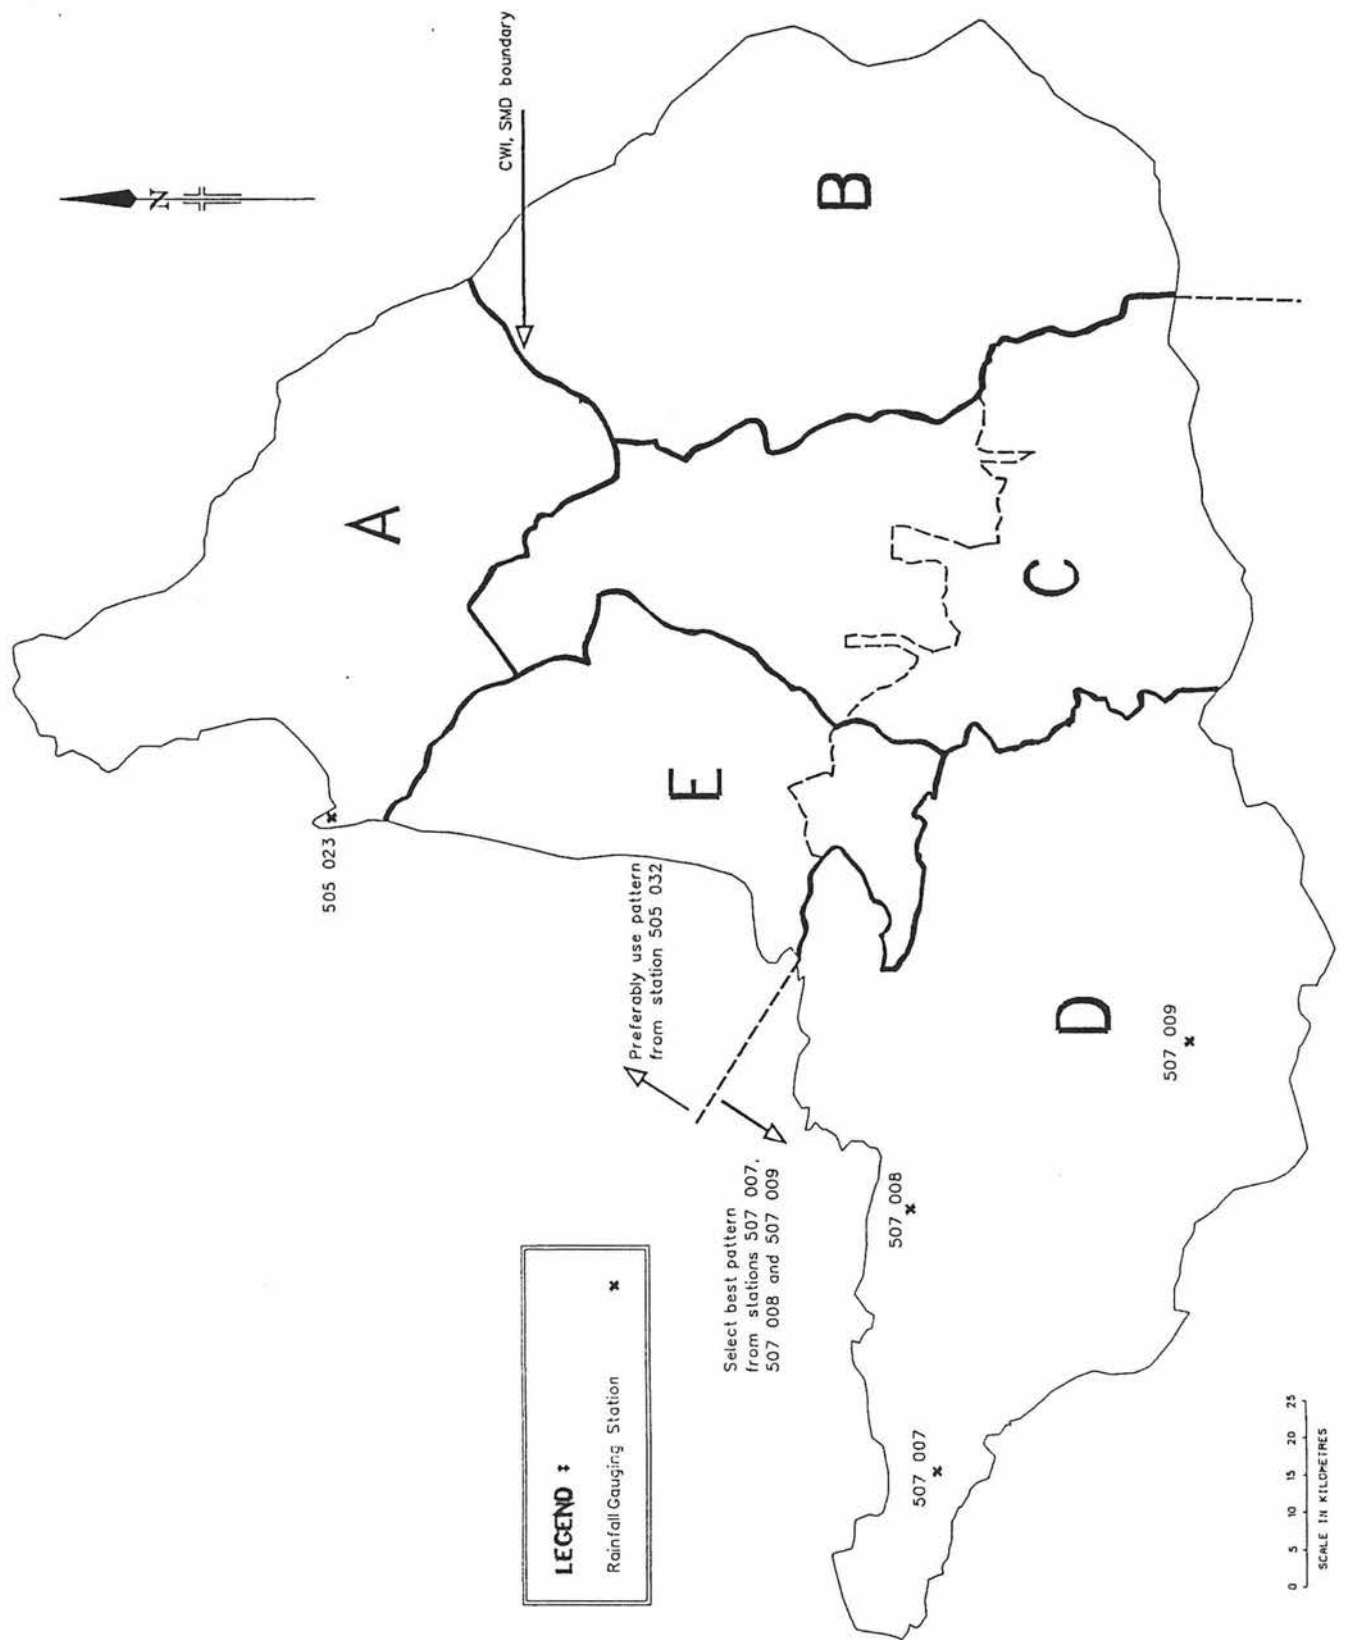 N
CWI, SMD boundary
A
B
C
D
E
505 023
Preferably use pattern
from station 505 032
Select best pattern
from stations 507 007,
507 008 and 507 009
507 008
507 009
507 007
LEGEND :
Rainfall Gauging Station
0 5 10 15 20 25
SCALE IN KILOMETRES